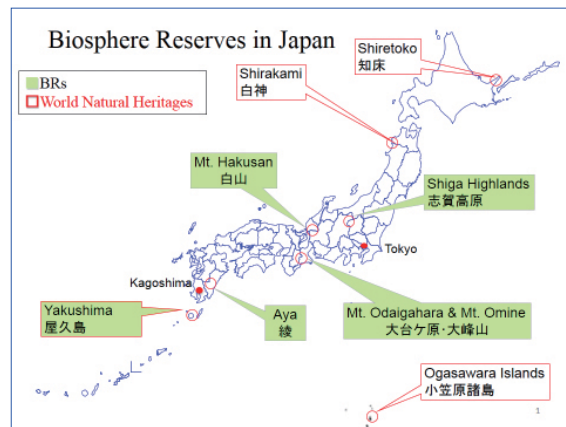 Biosphere Reserves in Japan
BRs
World Natural Heritages
Shiretoko
知床
Shirakami
白神
Mt. Hakusan
白山
Shiga Highlands
志賀高原
Tokyo
Kagoshima
Yakushima
屋久島
Aya
綾
Mt. Odaigahara & Mt. Omine
大台ケ原・大峰山
Ogasawara Islands
小笠原諸島
1